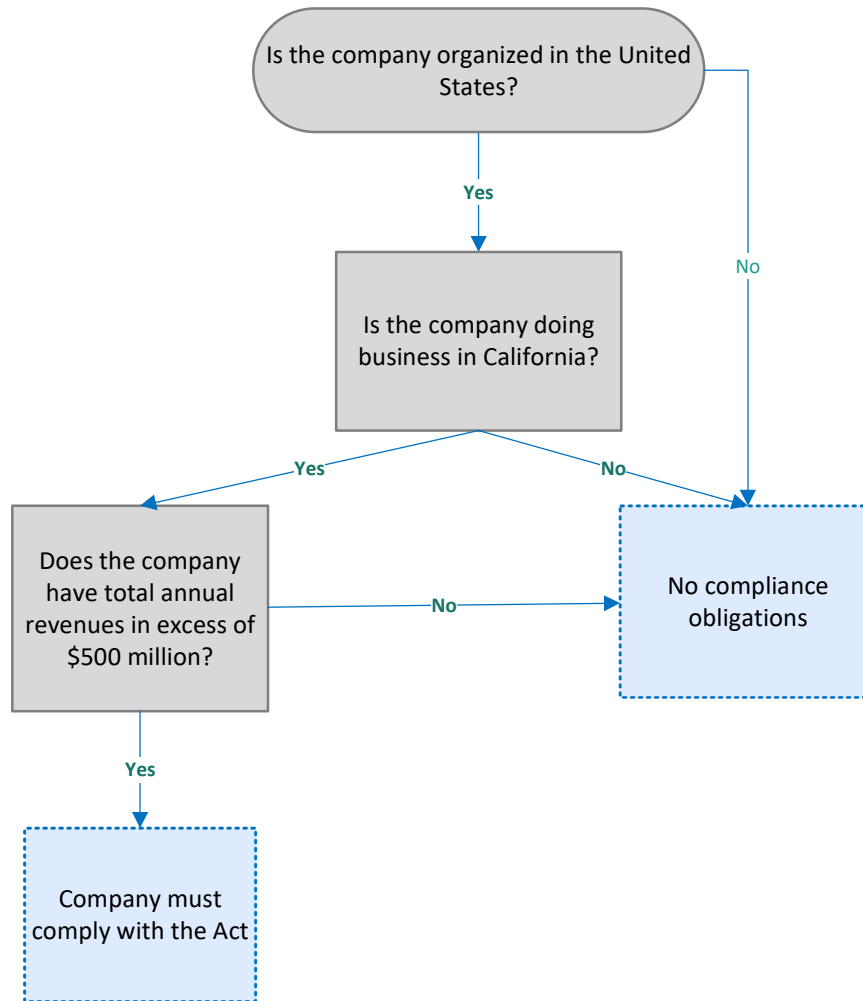 Is the company organized in the United
States?
Yes
No
Is the company doing
business in California?
Yes
No
Does the company
have total annual
revenues in excess of
$500 million?
No
No compliance
obligations
Yes
Company must
comply with the Act